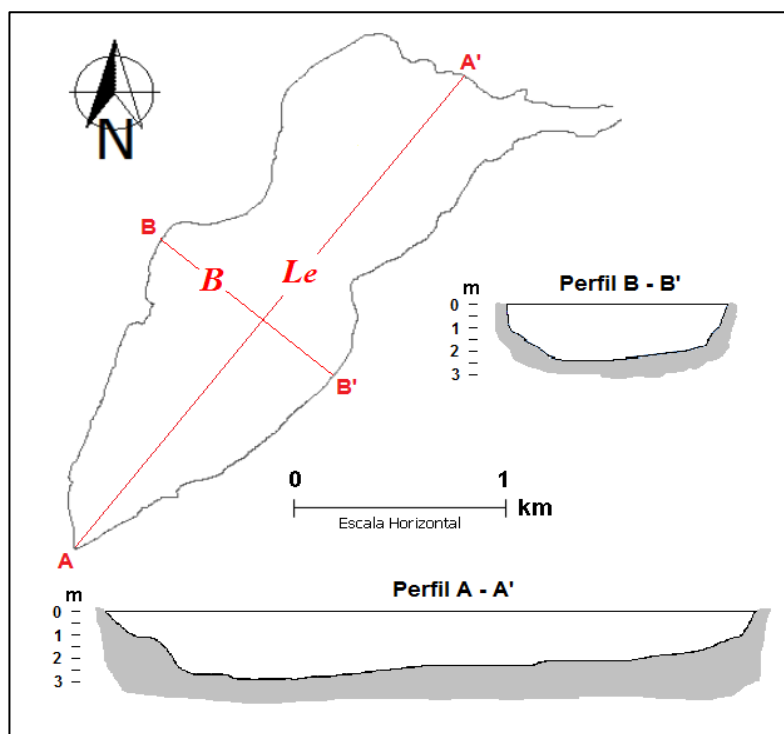 N
A'
B
B
Le
B'
A
0 1
km
Escala Horizontal
Perfil B - B'
m
0
1
2
3
Perfil A - A'
m
0
1
2
3